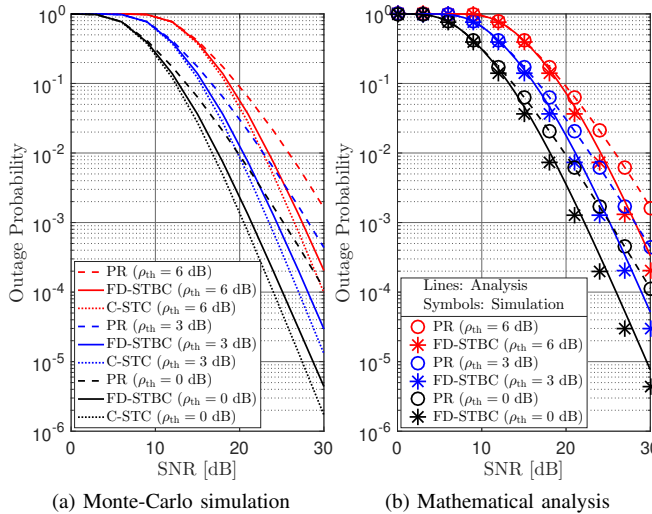 10^0
10^-1
10^-2
10^-3
10^-4
10^-5
10^-6
Outage Probability
PR (ρth = 6 dB)
FD-STBC (ρth = 6 dB)
C-STC (ρth = 6 dB)
PR (ρth = 3 dB)
FD-STBC (ρth = 3 dB)
C-STC (ρth = 3 dB)
PR (ρth = 0 dB)
FD-STBC (ρth = 0 dB)
C-STC (ρth = 0 dB)
0 10 20 30
SNR [dB]
(a) Monte-Carlo simulation
10^0
10^-1
10^-2
10^-3
10^-4
10^-5
10^-6
Outage Probability
Lines: Analysis
Symbols: Simulation
PR (ρth = 6 dB)
FD-STBC (ρth = 6 dB)
PR (ρth = 3 dB)
FD-STBC (ρth = 3 dB)
PR (ρth = 0 dB)
FD-STBC (ρth = 0 dB)
0 10 20 30
SNR [dB]
(b) Mathematical analysis